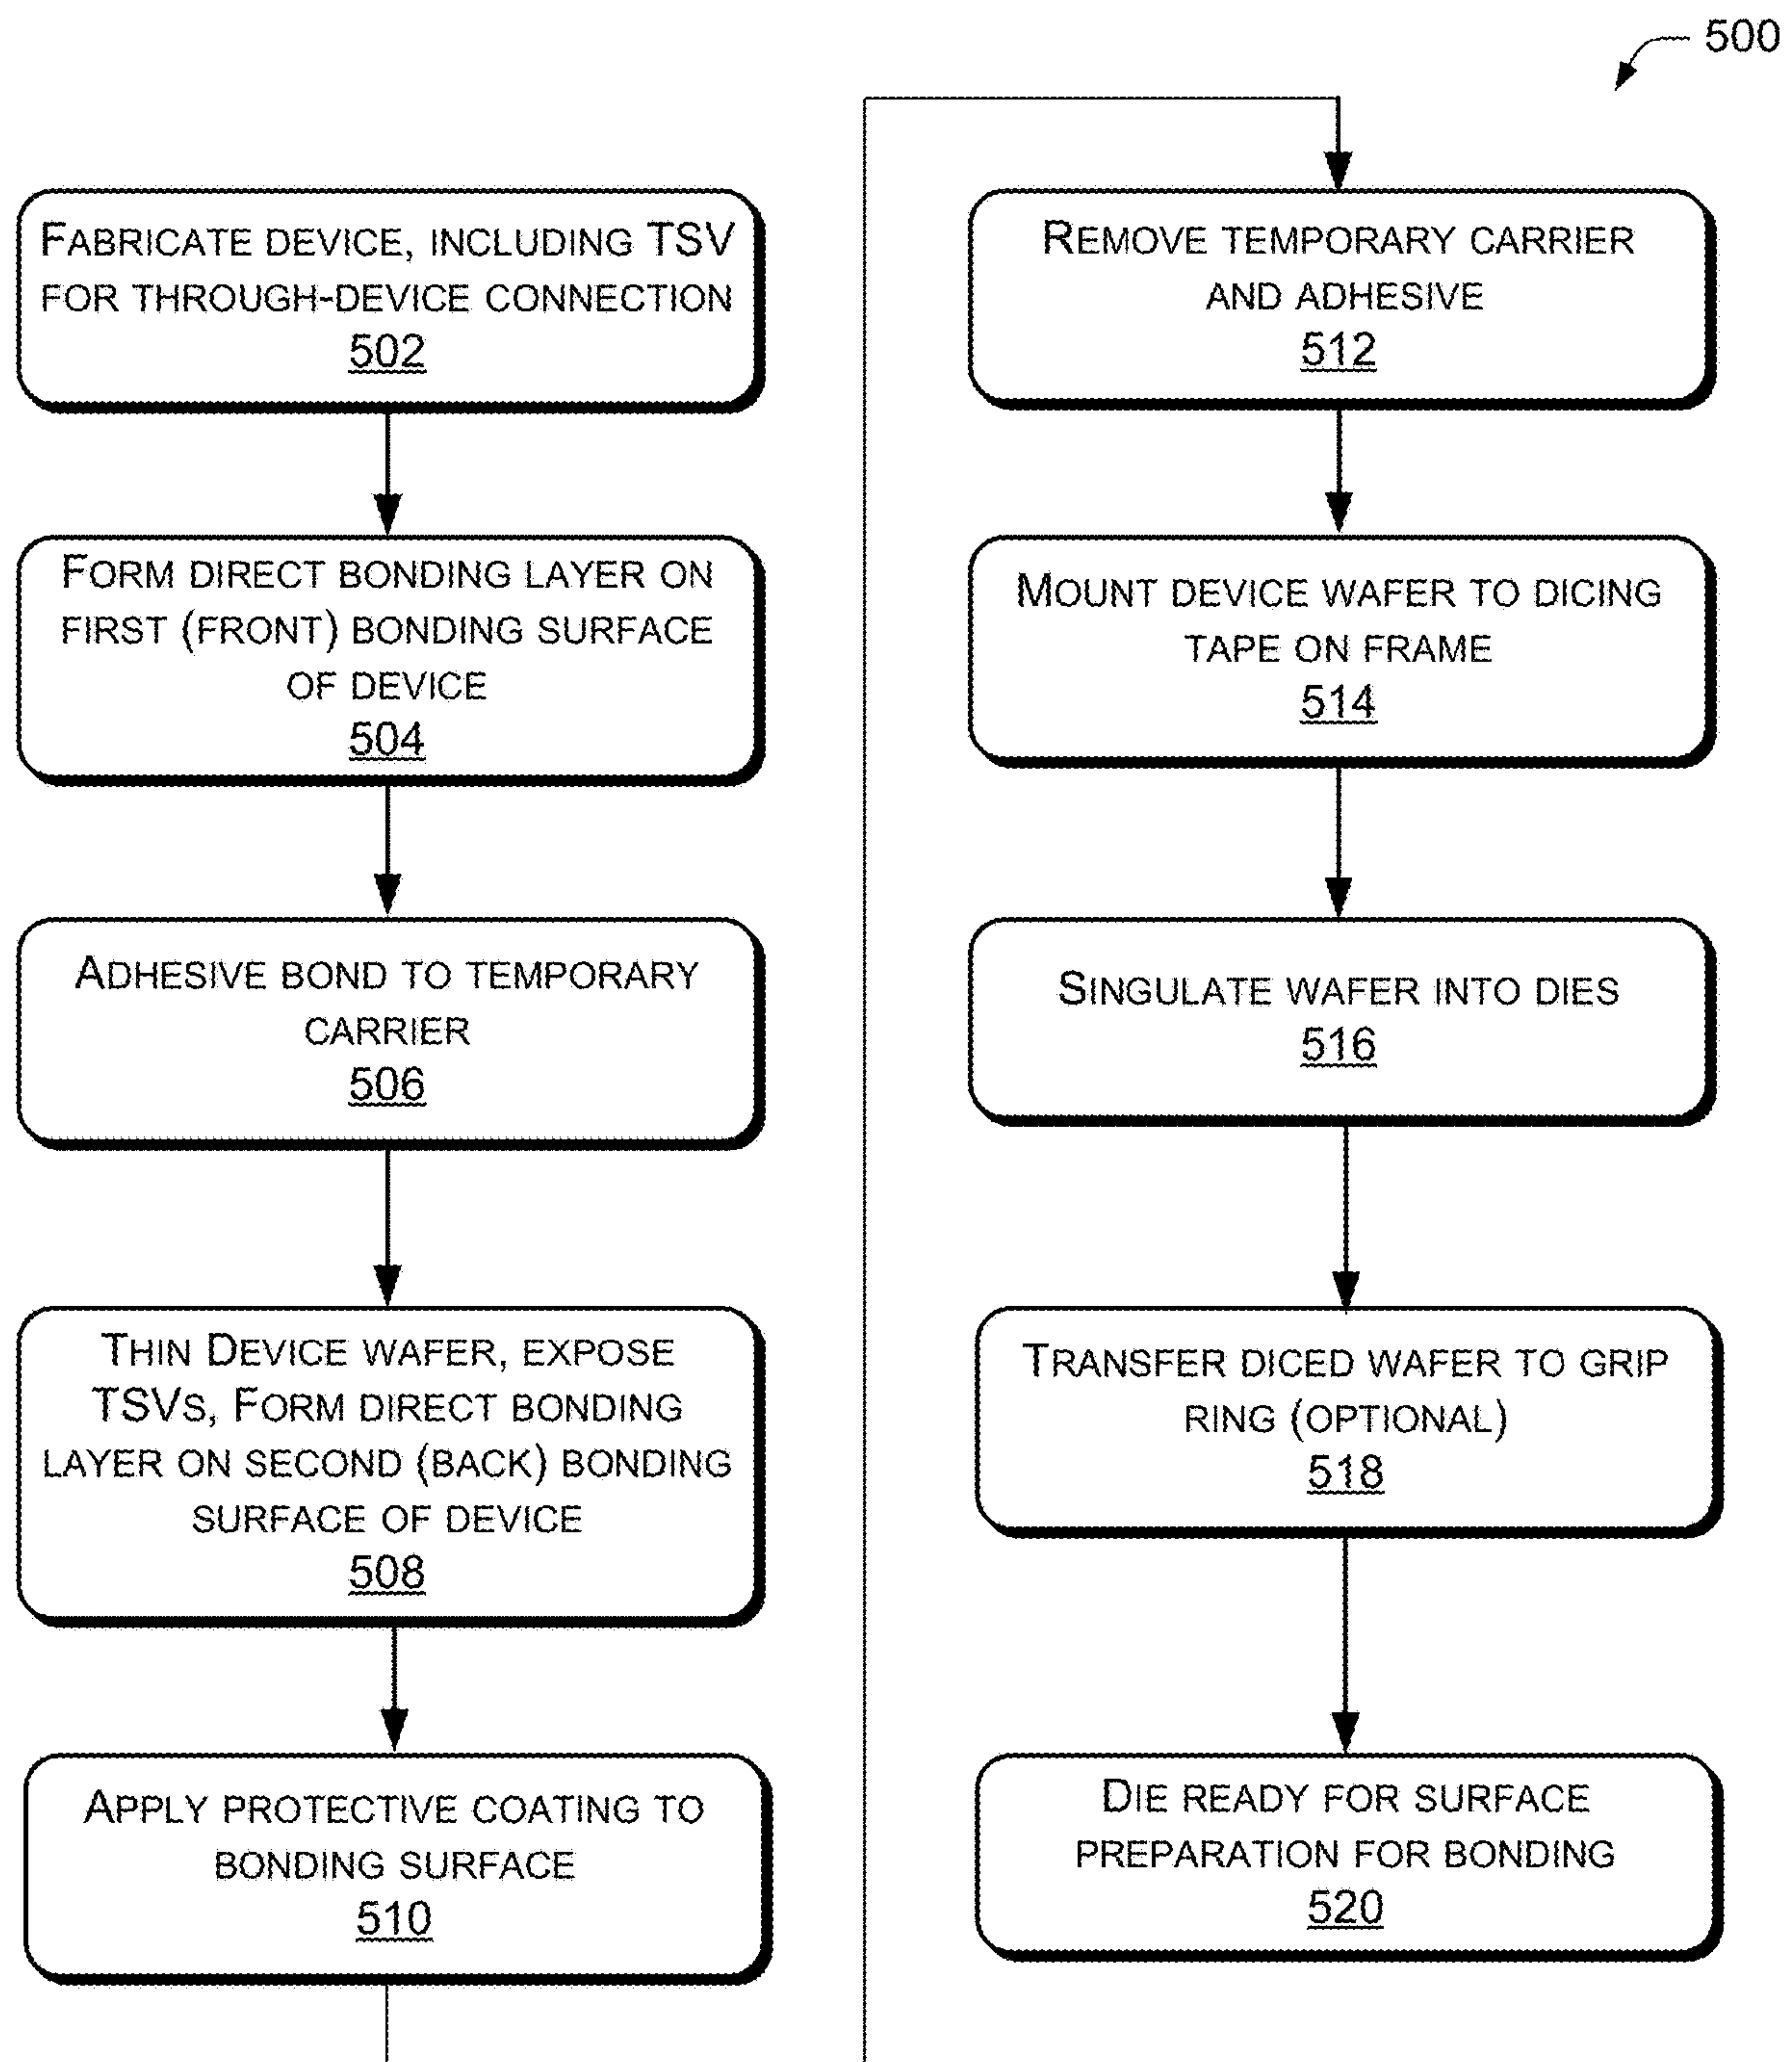 500
FABRICATE DEVICE, INCLUDING TSV
FOR THROUGH-DEVICE CONNECTION
502
FORM DIRECT BONDING LAYER ON
FIRST (FRONT) BONDING SURFACE
OF DEVICE
504
ADHESIVE BOND TO TEMPORARY
CARRIER
506
THIN DEVICE WAFER, EXPOSE
TSVS, FORM DIRECT BONDING
LAYER ON SECOND (BACK) BONDING
SURFACE OF DEVICE
508
APPLY PROTECTIVE COATING TO
BONDING SURFACE
510
REMOVE TEMPORARY CARRIER
AND ADHESIVE
512
MOUNT DEVICE WAFER TO DICING
TAPE ON FRAME
514
SINGULATE WAFER INTO DIES
516
TRANSFER DICED WAFER TO GRIP
RING (OPTIONAL)
518
DIE READY FOR SURFACE
PREPARATION FOR BONDING
520